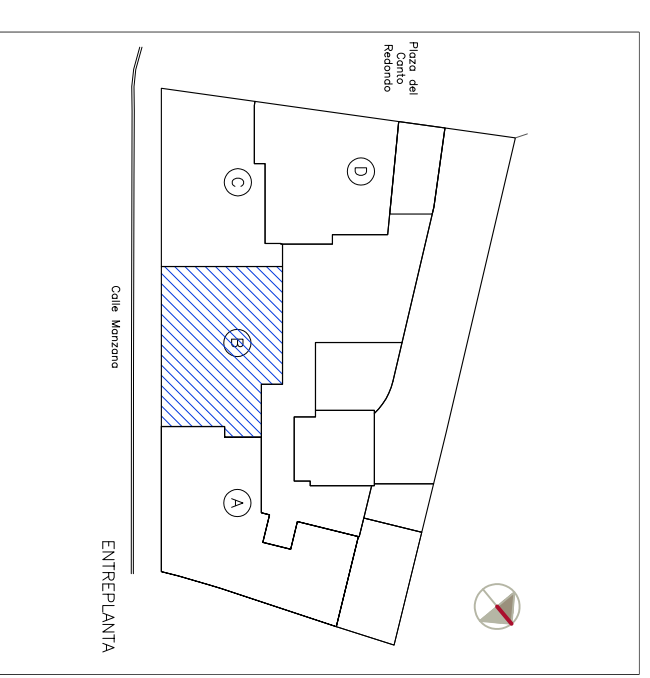 Plaza del
Canto
Redondo
D
C
B
A
Calle Manzana
ENTREPLANTA